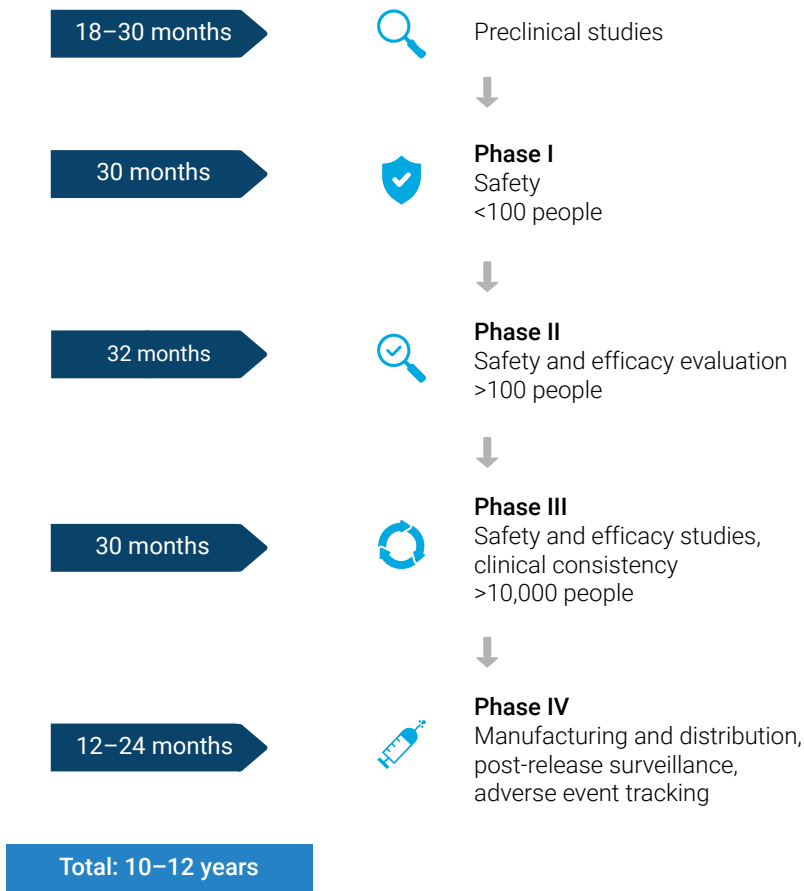 18–30 months
Preclinical studies
30 months
Phase I
Safety
<100 people
32 months
Phase II
Safety and efficacy evaluation
>100 people
30 months
Phase III
Safety and efficacy studies,
clinical consistency
>10,000 people
12–24 months
Phase IV
Manufacturing and distribution,
post-release surveillance,
adverse event tracking
Total: 10–12 years